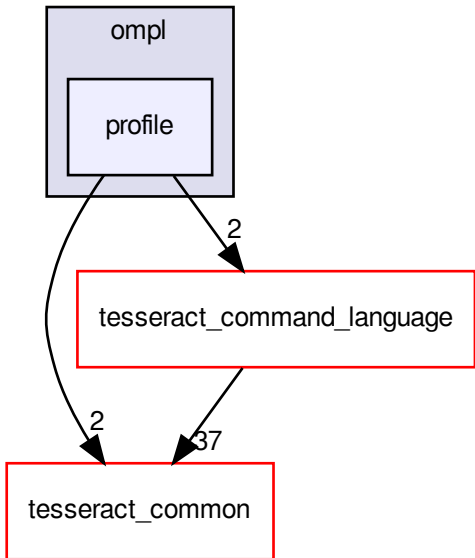 ompl
profile
2
tesseract_command_language
2
37
tesseract_common